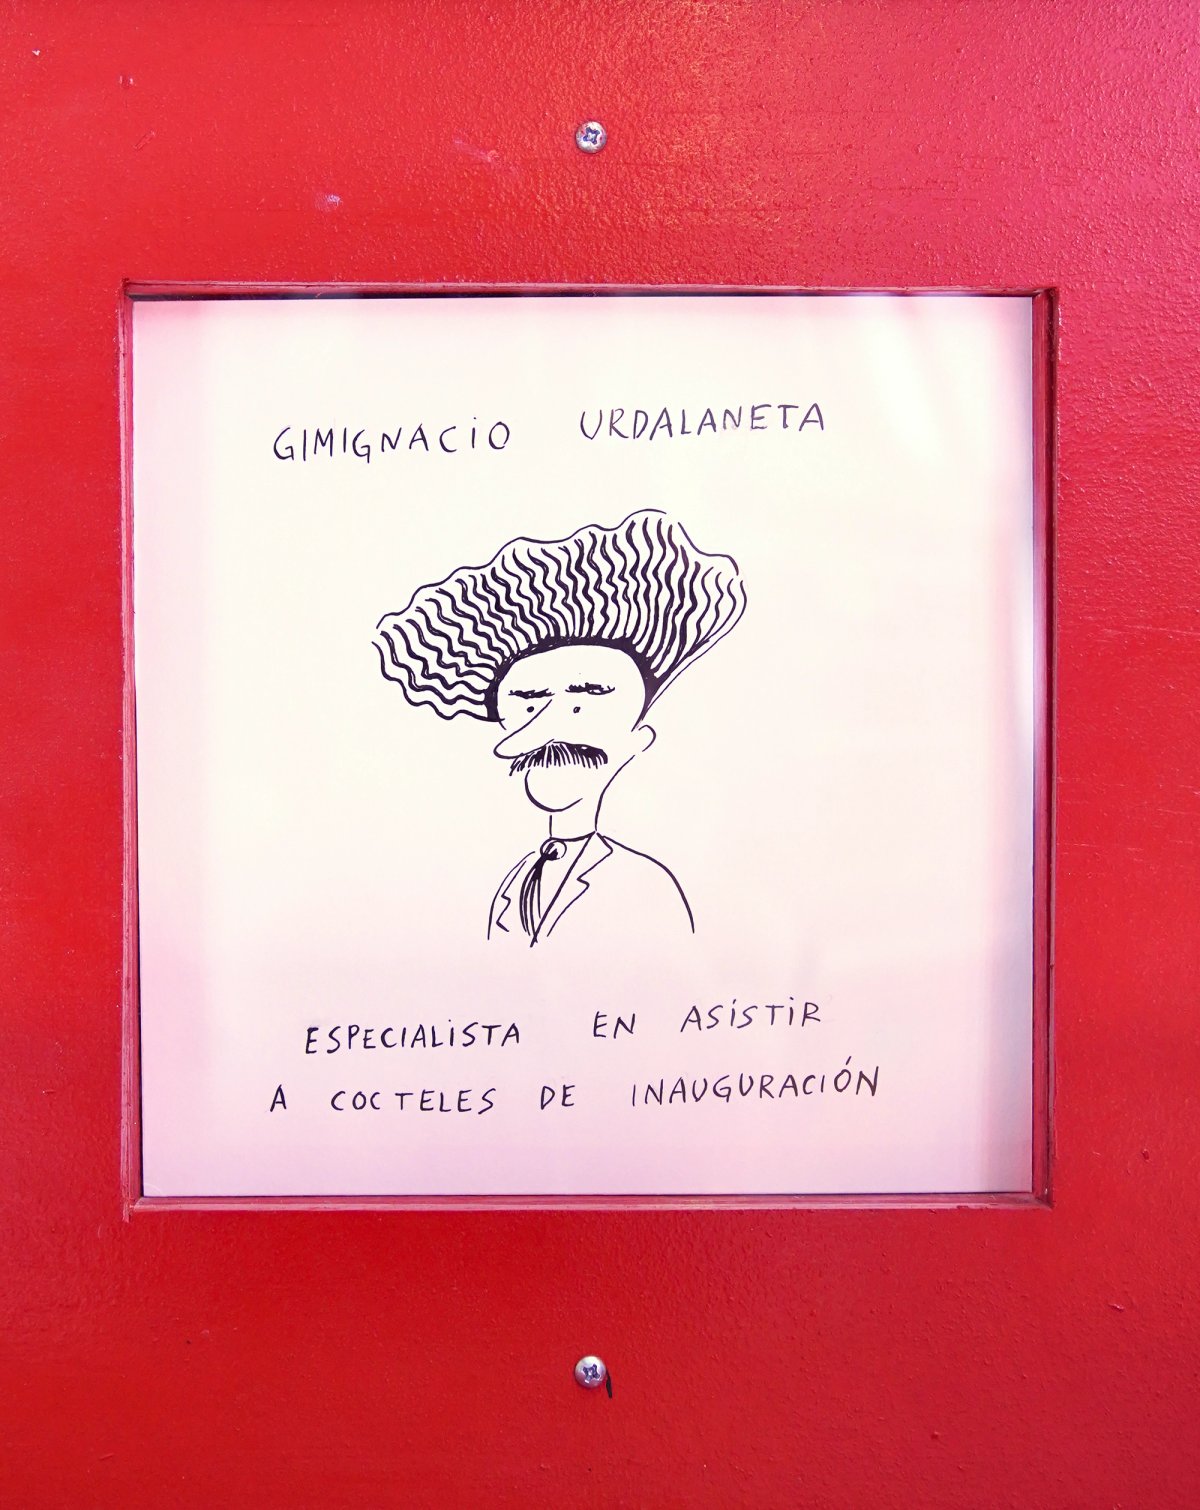 GIMIGNACIO URDALANETA
ESPECIALISTA EN ASISTIR
A COCTELES DE INAUGURACIÓN